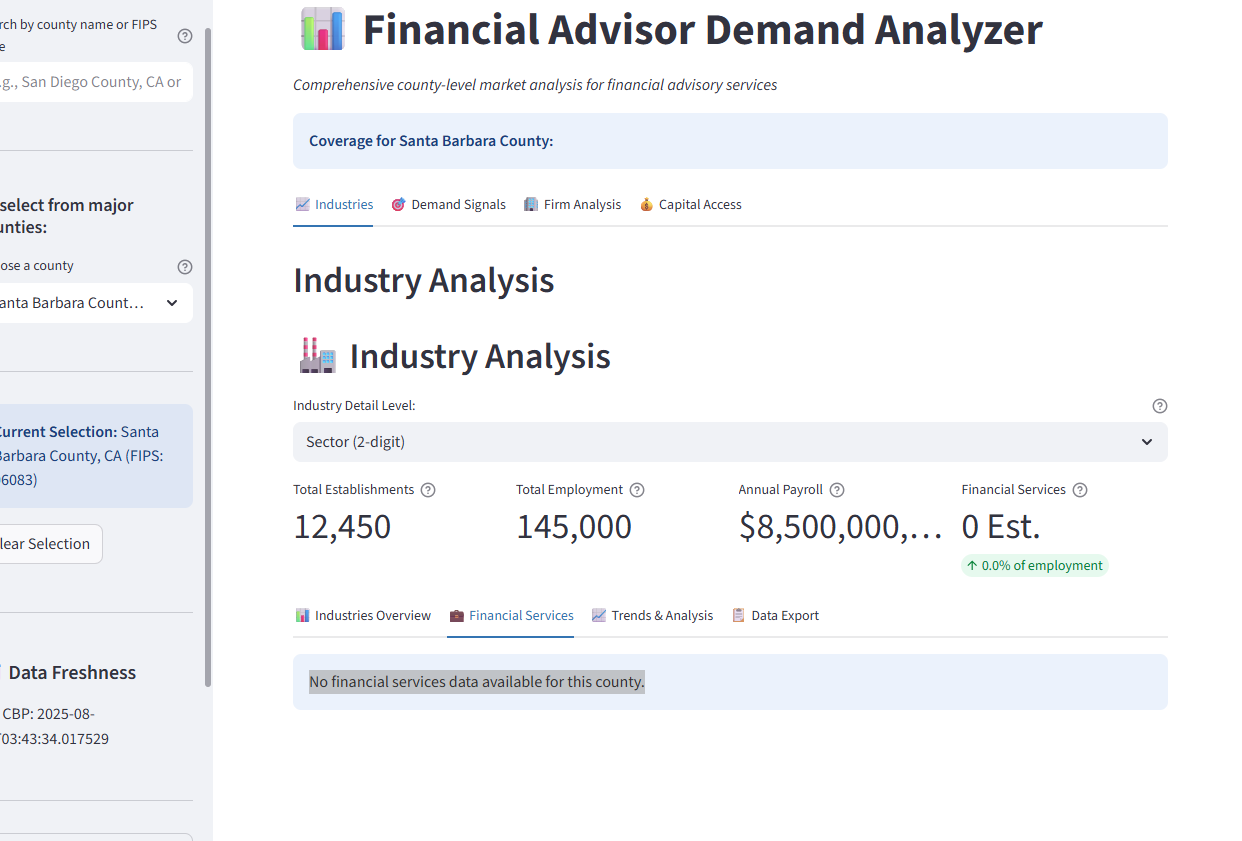 rch by county name or FIPS
e
.g., San Diego County, CA or
select from major
unties:
ose a county
anta Barbara Count…
Current Selection: Santa
Barbara County, CA (FIPS:
06083)
lear Selection
Data Freshness
CBP: 2025-08-
T03:43:34.017529
Financial Advisor Demand Analyzer
Comprehensive county-level market analysis for financial advisory services
Coverage for Santa Barbara County:
Industries Demand Signals Firm Analysis Capital Access
Industry Analysis
Industry Analysis
Industry Detail Level:
Sector (2-digit)
Total Establishments Total Employment Annual Payroll Financial Services
12,450 145,000 $8,500,000,… 0 Est.
↑ 0.0% of employment
Industries Overview Financial Services Trends & Analysis Data Export
No financial services data available for this county.